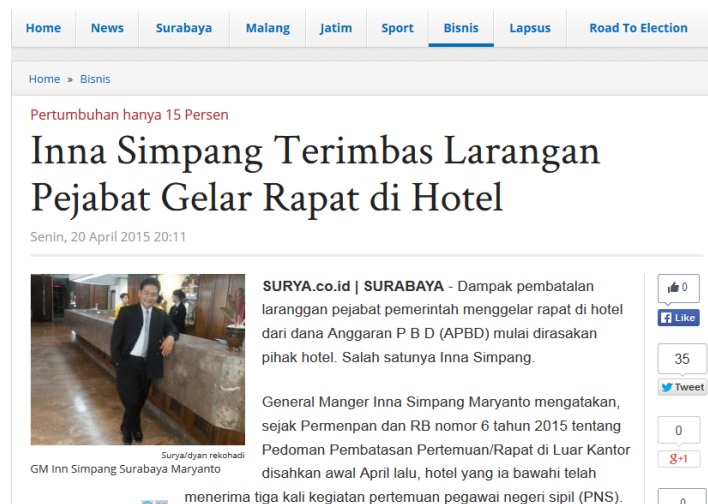 Home News Surabaya Malang Jatim Sport Bisnis Lapsus Road To Election
Home » Bisnis
Pertumbuhan hanya 15 Persen
Inna Simpang Terimbas Larangan
Pejabat Gelar Rapat di Hotel
Senin, 20 April 2015 20:11
SURYA.co.id | SURABAYA - Dampak pembatalan
laranggan pejabat pemerintah menggelar rapat di hotel
dari dana Anggaran P B D (APBD) mulai dirasakan
pihak hotel. Salah satunya Inna Simpang.
General Manger Inna Simpang Maryanto mengatakan,
sejak Permenpan dan RB nomor 6 tahun 2015 tentang
Pedoman Pembatasan Pertemuan/Rapat di Luar Kantor
disahkan awal April lalu, hotel yang ia bawahi telah
menerima tiga kali kegiatan pertemuan pegawai negeri sipil (PNS).
Surya/dyan rekohadi
GM Inn Simpang Surabaya Maryanto
0
Like
35
Tweet
0
g+1
0